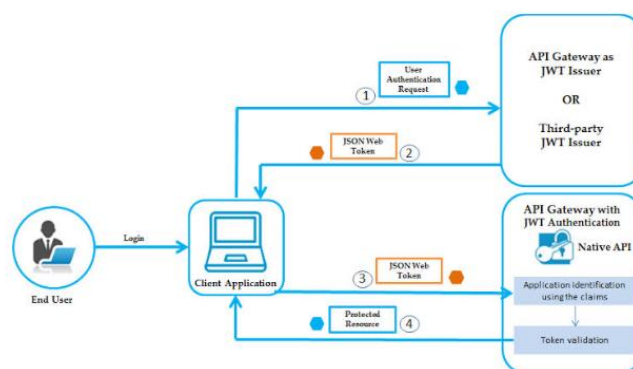 User
Authentication
Request
1
API Gateway as
JWT Issuer
OR
Third-party
JWT Issuer
JSON Web
Token
2
Login
End User
Client Application
API Gateway with
JWT Authentication
Native API
JSON Web
Token
3
Application identification
using the claims
Protected
Resource
4
Token validation